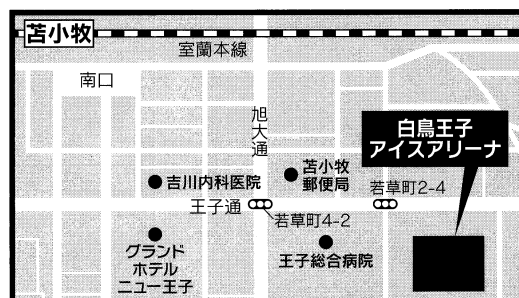 苫小牧
室蘭本線
南口
旭大通
白鳥王子
アイスアリーナ
吉川内科医院
苫小牧
郵便局
若草町2-4
王子通
若草町4-2
グランド
ホテル
ニュー王子
王子総合病院